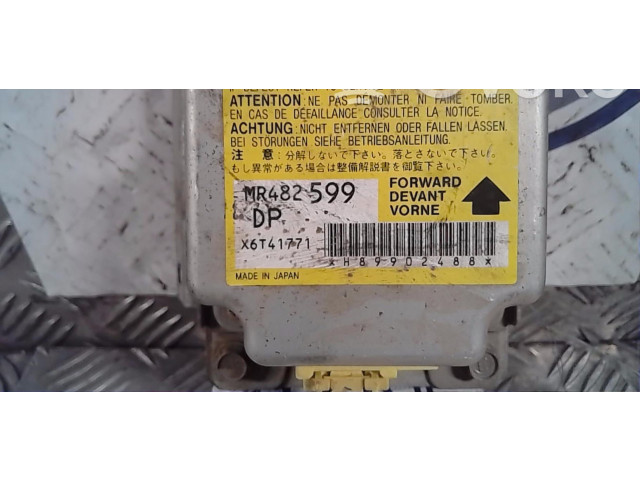 ATTENTION: NE PAS DEMONTER NI FAIRE TOMBER.
EN CAS DE DEFAILLANCE CONSULTER LA NOTICE.
ACHTUNG: NICHT ENTFERNEN ODER FALLEN LASSEN.
BEI STÖRUNGEN SIEHE BETRIEBSANLEITUNG.
注 意:分解しないで下さい。落とさないで下さい。
もし異常がある場合は整備解説書を御覧下さい。
MR482599
DP
X6T41771
FORWARD
DEVANT
VORNE
*H89902488*
MADE IN JAPAN